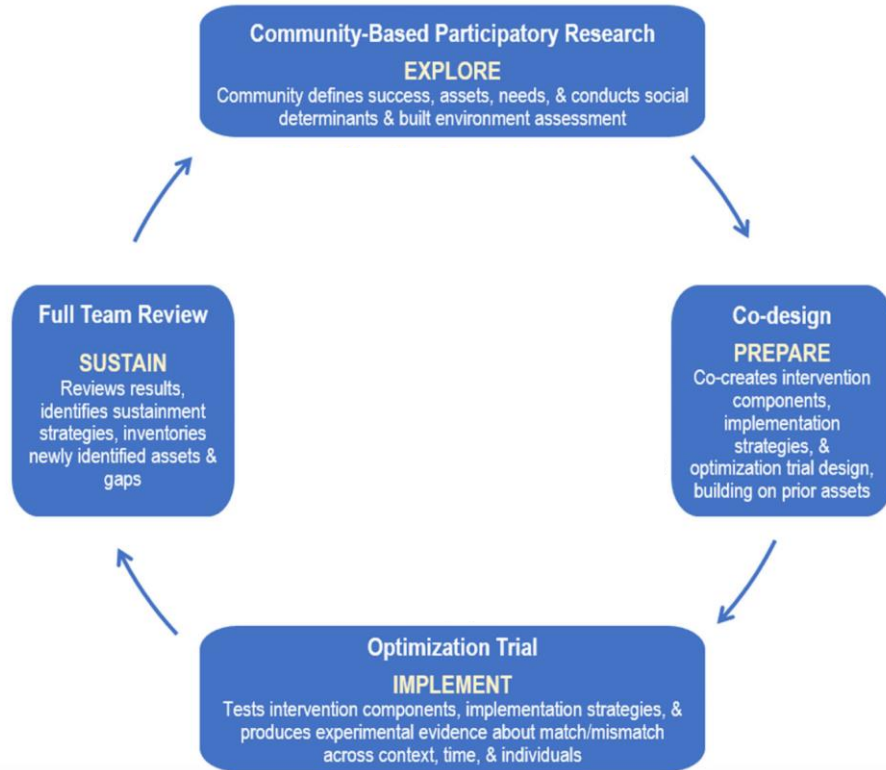 Community-Based Participatory Research
EXPLORE
Community defines success, assets, needs, & conducts social
determinants & built environment assessment
Full Team Review
SUSTAIN
Reviews results,
identifies sustainment
strategies, inventories
newly identified assets &
gaps
Co-design
PREPARE
Co-creates intervention
components,
implementation
strategies, &
optimization trial design,
building on prior assets
Optimization Trial
IMPLEMENT
Tests intervention components, implementation strategies, &
produces experimental evidence about match/mismatch
across context, time, & individuals